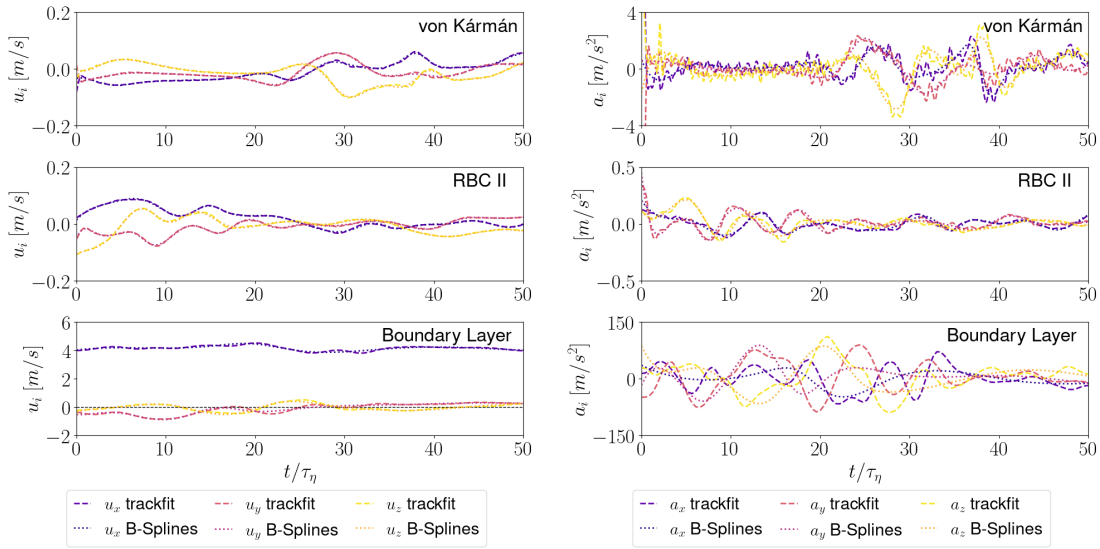 von Kármán
u_i [m/s]
0.2
0.0
−0.2
0 10 20 30 40 50
von Kármán
a_i [m/s²]
4
0
−4
0 10 20 30 40 50
RBC II
u_i [m/s]
0.2
0.0
−0.2
0 10 20 30 40 50
RBC II
a_i [m/s²]
0.5
0.0
−0.5
0 10 20 30 40 50
Boundary Layer
u_i [m/s]
6
4
2
0
−2
0 10 20 30 40 50
t/τ_η
Boundary Layer
a_i [m/s²]
150
0
−150
0 10 20 30 40 50
t/τ_η
u_x trackfit u_y trackfit u_z trackfit
u_x B-Splines u_y B-Splines u_z B-Splines
a_x trackfit a_y trackfit a_z trackfit
a_x B-Splines a_y B-Splines a_z B-Splines